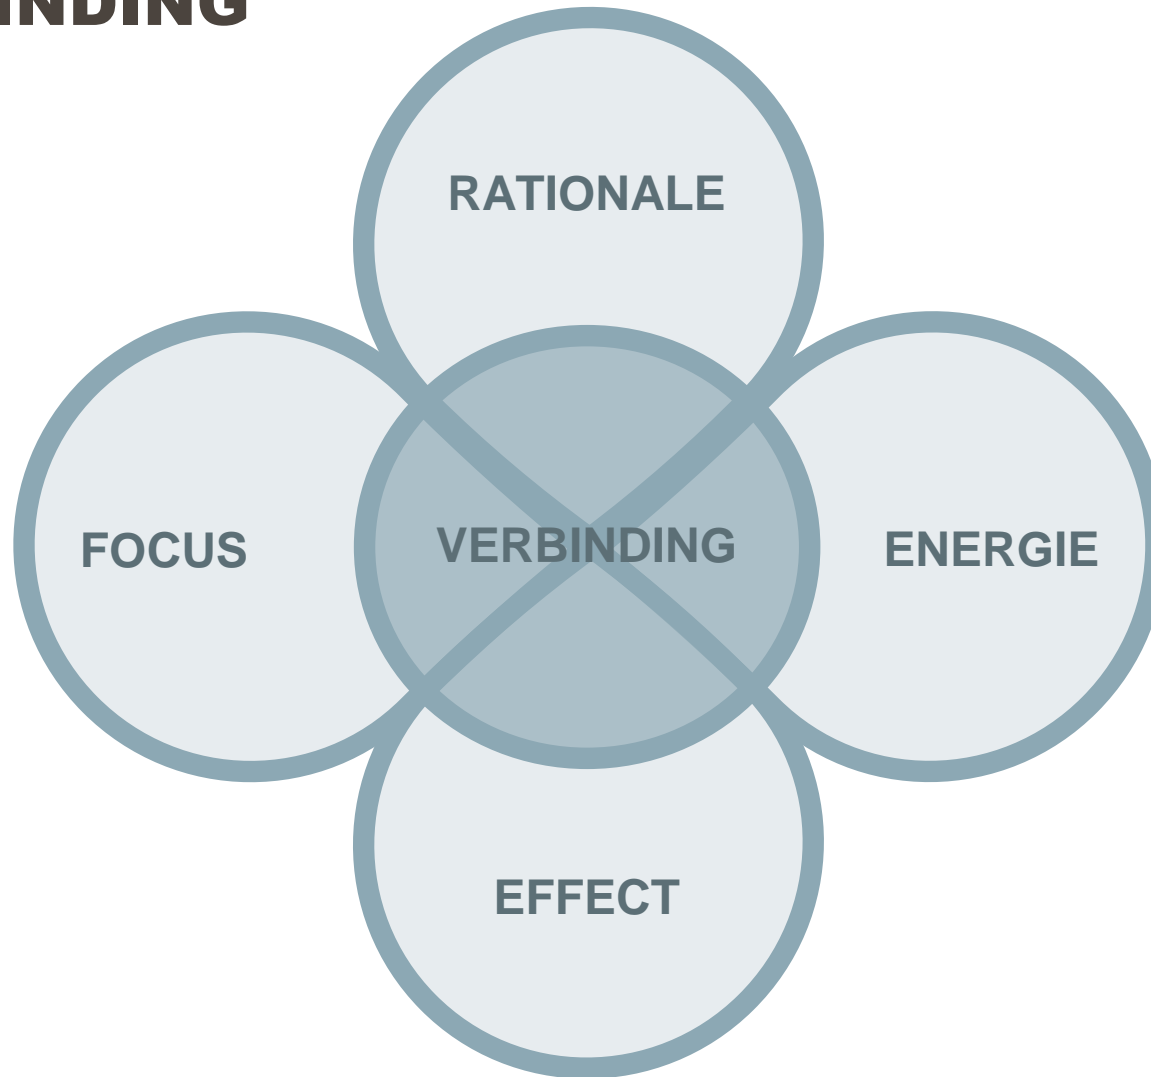 INDING
RATIONALE
FOCUS
VERBINDING
ENERGIE
EFFECT